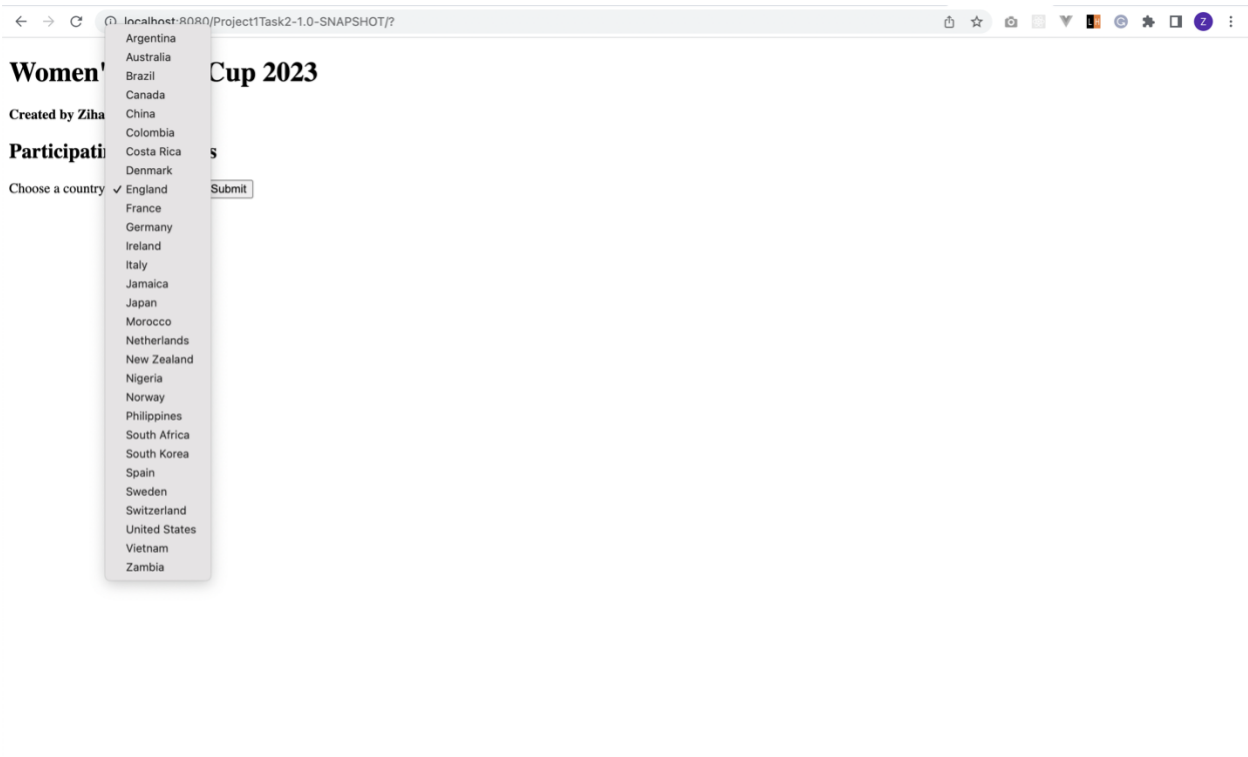 localhost:8080/Project1Task2-1.0-SNAPSHOT/?
Z
Women' Cup 2023
Created by Ziha
Participati s
Choose a country
Submit
Argentina
Australia
Brazil
Canada
China
Colombia
Costa Rica
Denmark
✓ England
France
Germany
Ireland
Italy
Jamaica
Japan
Morocco
Netherlands
New Zealand
Nigeria
Norway
Philippines
South Africa
South Korea
Spain
Sweden
Switzerland
United States
Vietnam
Zambia